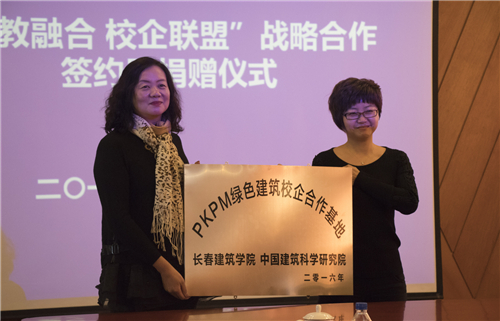 教融合 校企联盟”战略合作
签约
捐赠仪式
二〇一
PKPM绿色建筑校企合作基地
长春建筑学院 中国建筑科学研究院
二零一六年